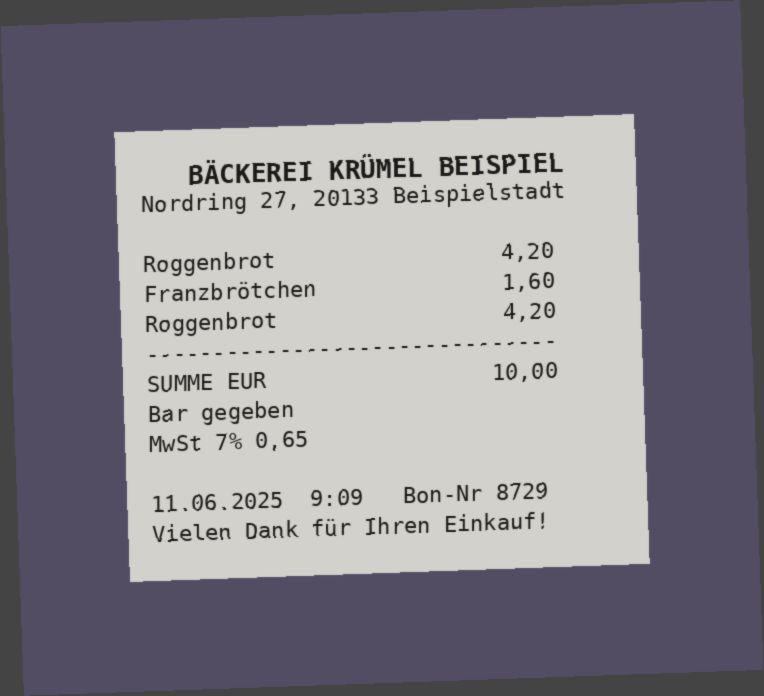 BÄCKEREI KRÜMEL BEISPIEL
Nordring 27, 20133 Beispielstadt
Roggenbrot 4,20
Franzbrötchen 1,60
Roggenbrot 4,20
-------------------------------
SUMME EUR 10,00
Bar gegeben
MwSt 7% 0,65
11.06.2025 9:09 Bon-Nr 8729
Vielen Dank für Ihren Einkauf!